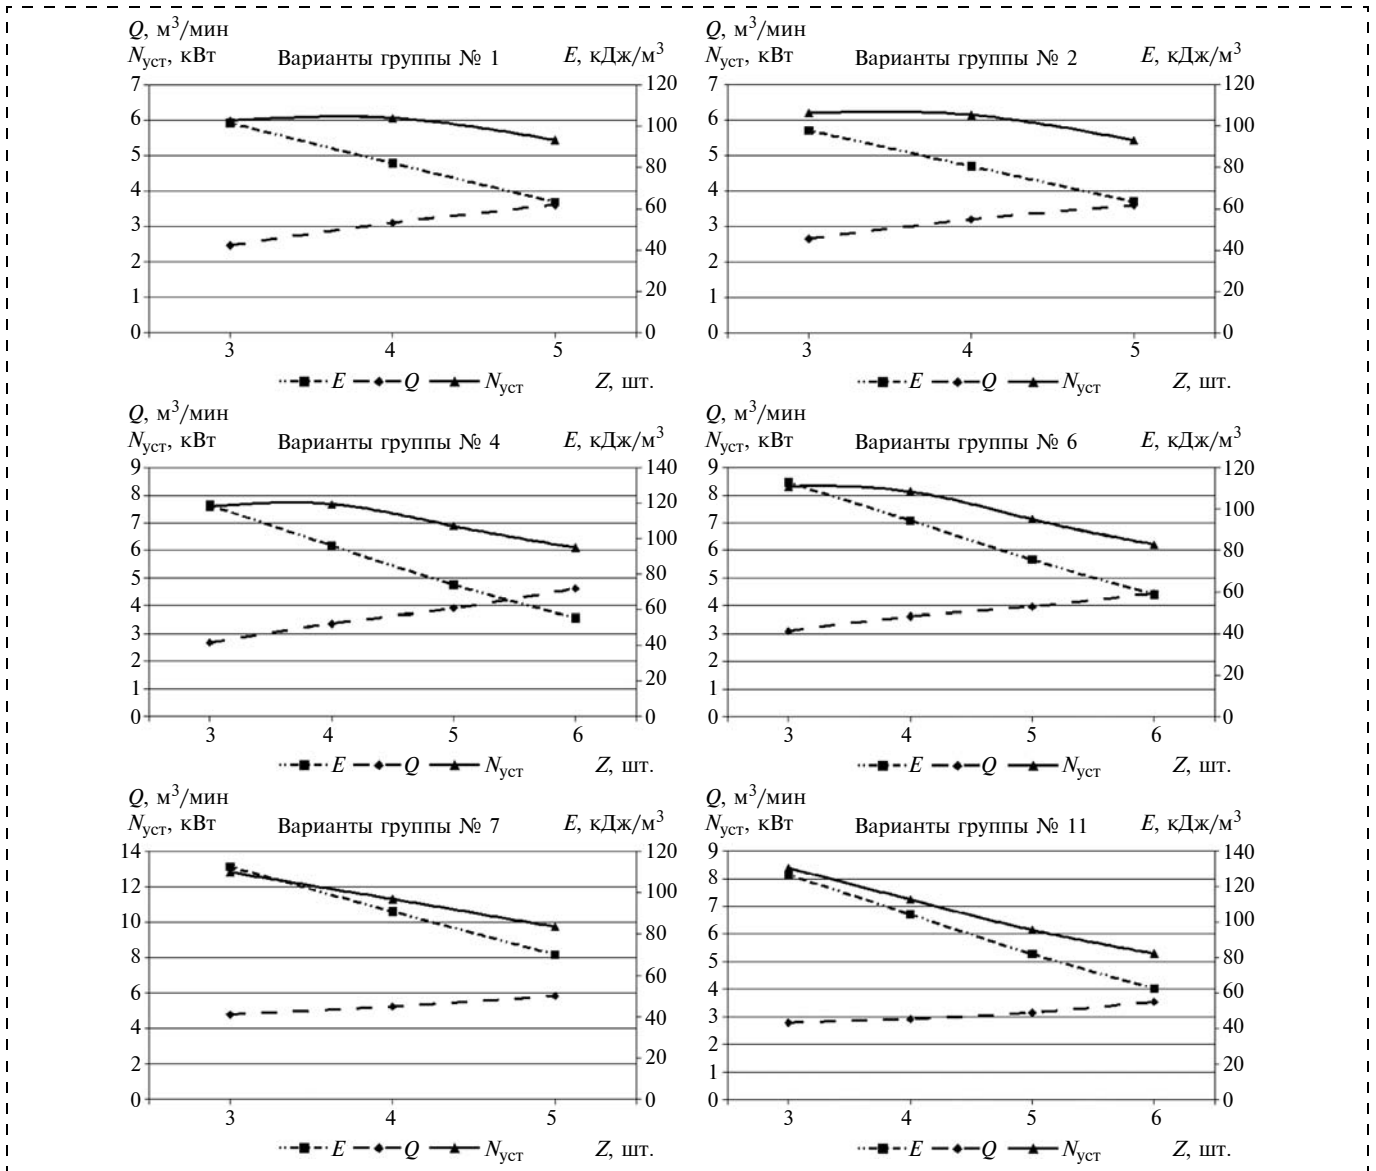 Q, м³/мин
Nуст, кВт Варианты группы № 1 E, кДж/м³
7 120
6 100
5 80
4 60
3 40
2 20
1
0 0
3 4 5
E Q Nуст Z, шт.
Q, м³/мин
Nуст, кВт Варианты группы № 2 E, кДж/м³
7 120
6 100
5 80
4 60
3 40
2 20
1
0 0
3 4 5
E Q Nуст Z, шт.
Q, м³/мин
Nуст, кВт Варианты группы № 4 E, кДж/м³
9 140
8 120
7 100
6 80
5 60
4 40
3 20
2
1
0 0
3 4 5 6
E Q Nуст Z, шт.
Q, м³/мин
Nуст, кВт Варианты группы № 6 E, кДж/м³
9 120
8 100
7 80
6 60
5 40
4 20
3
2
1
0 0
3 4 5 6
E Q Nуст Z, шт.
Q, м³/мин
Nуст, кВт Варианты группы № 7 E, кДж/м³
14 120
12 100
10 80
8 60
6 40
4 20
2
0 0
3 4 5
E Q Nуст Z, шт.
Q, м³/мин
Nуст, кВт Варианты группы № 11 E, кДж/м³
9 140
8 120
7 100
6 80
5 60
4 40
3 20
2
1
0 0
3 4 5 6
E Q Nуст Z, шт.